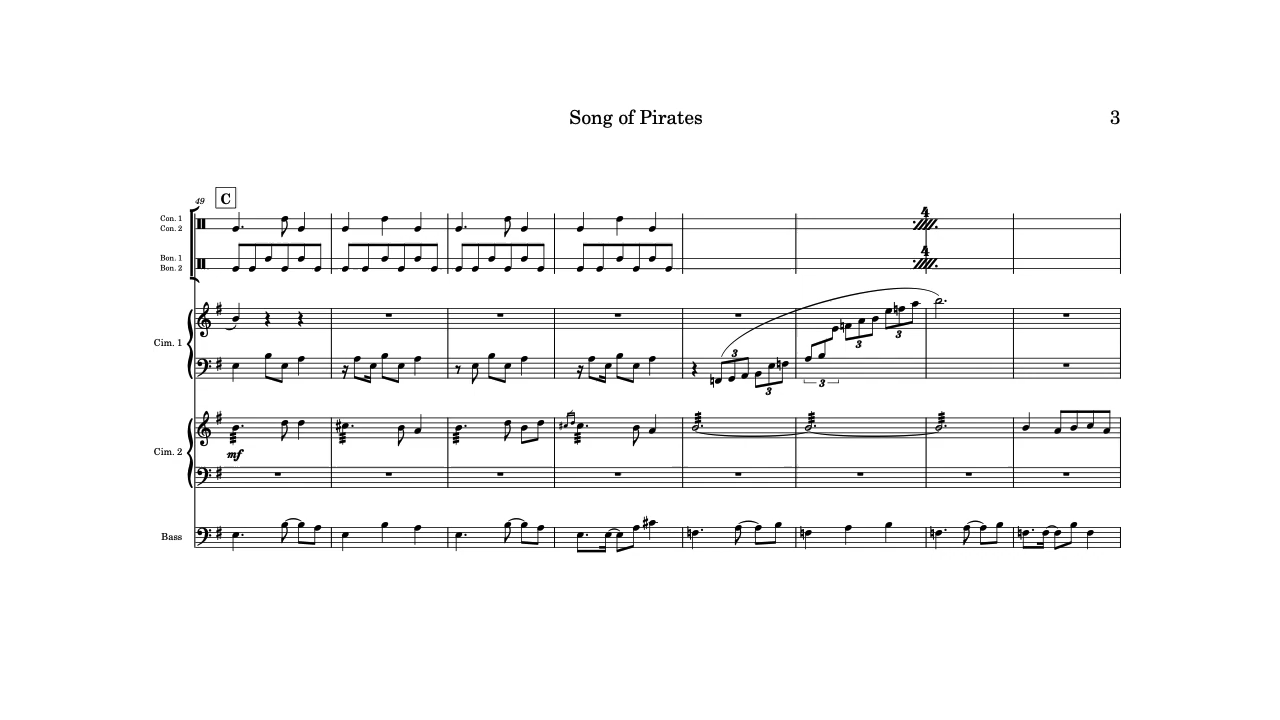 Song of Pirates 3
49 C
Con. 1
Con. 2
4
Bon. 1
Bon. 2
4
Cim. 1
3
3
3
3
3
Cim. 2
mf
Bass